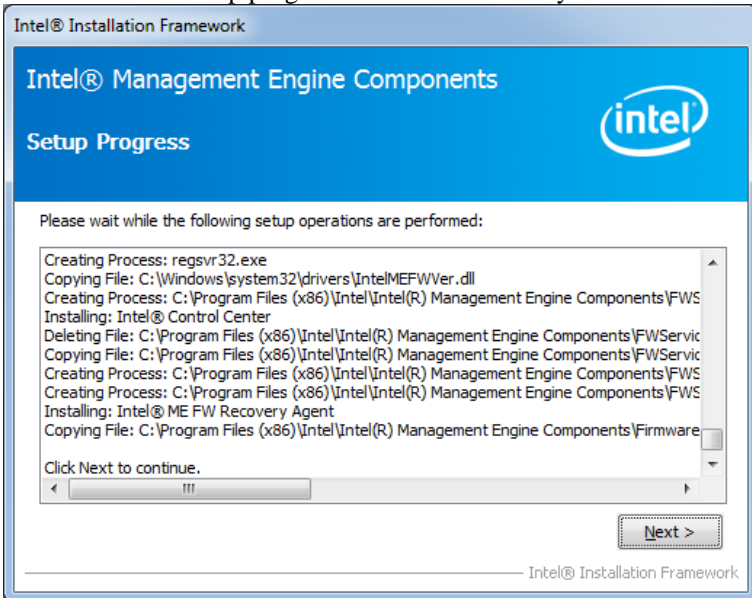 Intel® Installation Framework
Intel® Management Engine Components
intel
Setup Progress
Please wait while the following setup operations are performed:
Creating Process: regsvr32.exe
Copying File: C:\Windows\system32\drivers\IntelMEFWVer.dll
Creating Process: C:\Program Files (x86)\Intel\Intel(R) Management Engine Components\FWS
Installing: Intel® Control Center
Deleting File: C:\Program Files (x86)\Intel\Intel(R) Management Engine Components\FWServic
Copying File: C:\Program Files (x86)\Intel\Intel(R) Management Engine Components\FWServic
Creating Process: C:\Program Files (x86)\Intel\Intel(R) Management Engine Components\FWS
Creating Process: C:\Program Files (x86)\Intel\Intel(R) Management Engine Components\FWS
Installing: Intel® ME FW Recovery Agent
Copying File: C:\Program Files (x86)\Intel\Intel(R) Management Engine Components\Firmware
Click Next to continue.
Next >
Intel® Installation Framework